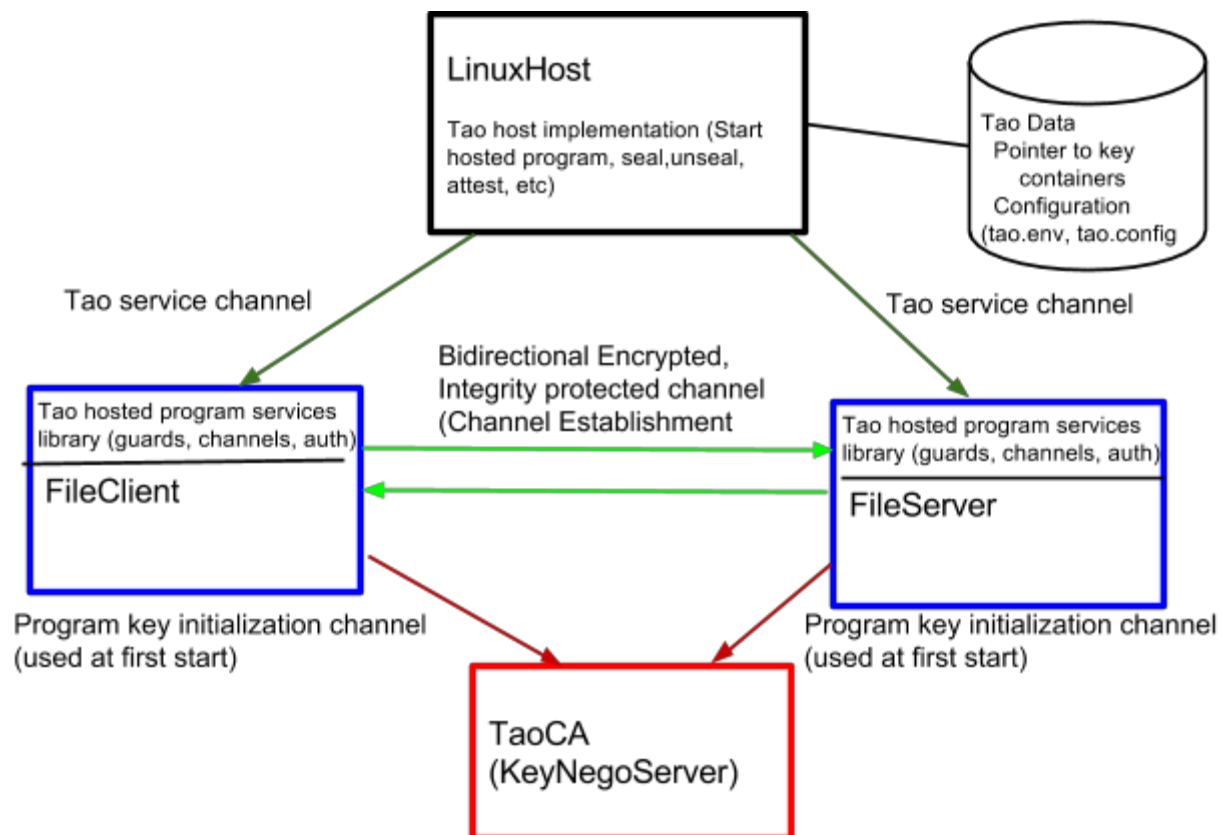 LinuxHost
Tao host implementation (Start
hosted program, seal,unseal,
attest, etc)
Tao Data
Pointer to key
containers
Configuration
(tao.env, tao.config
Tao service channel
Tao service channel
Bidirectional Encrypted,
Integrity protected channel
(Channel Establishment
Tao hosted program services
library (guards, channels, auth)
FileClient
Tao hosted program services
library (guards, channels, auth)
FileServer
Program key initialization channel
(used at first start)
Program key initialization channel
(used at first start)
TaoCA
(KeyNegoServer)